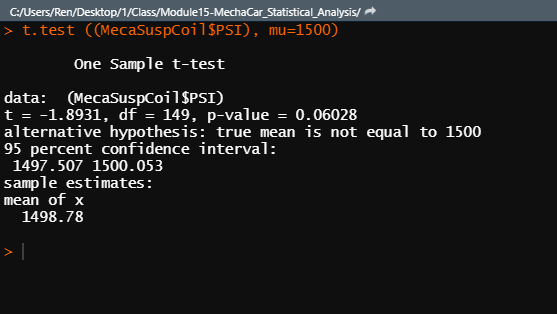 C:/Users/Ren/Desktop/1/Class/Module15-MechaCar_Statistical_Analysis/
> t.test ((MecaSuspCoil$PSI), mu=1500)
One Sample t-test
data:  (MecaSuspCoil$PSI)
t = -1.8931, df = 149, p-value = 0.06028
alternative hypothesis: true mean is not equal to 1500
95 percent confidence interval:
1497.507 1500.053
sample estimates:
mean of x
1498.78
>